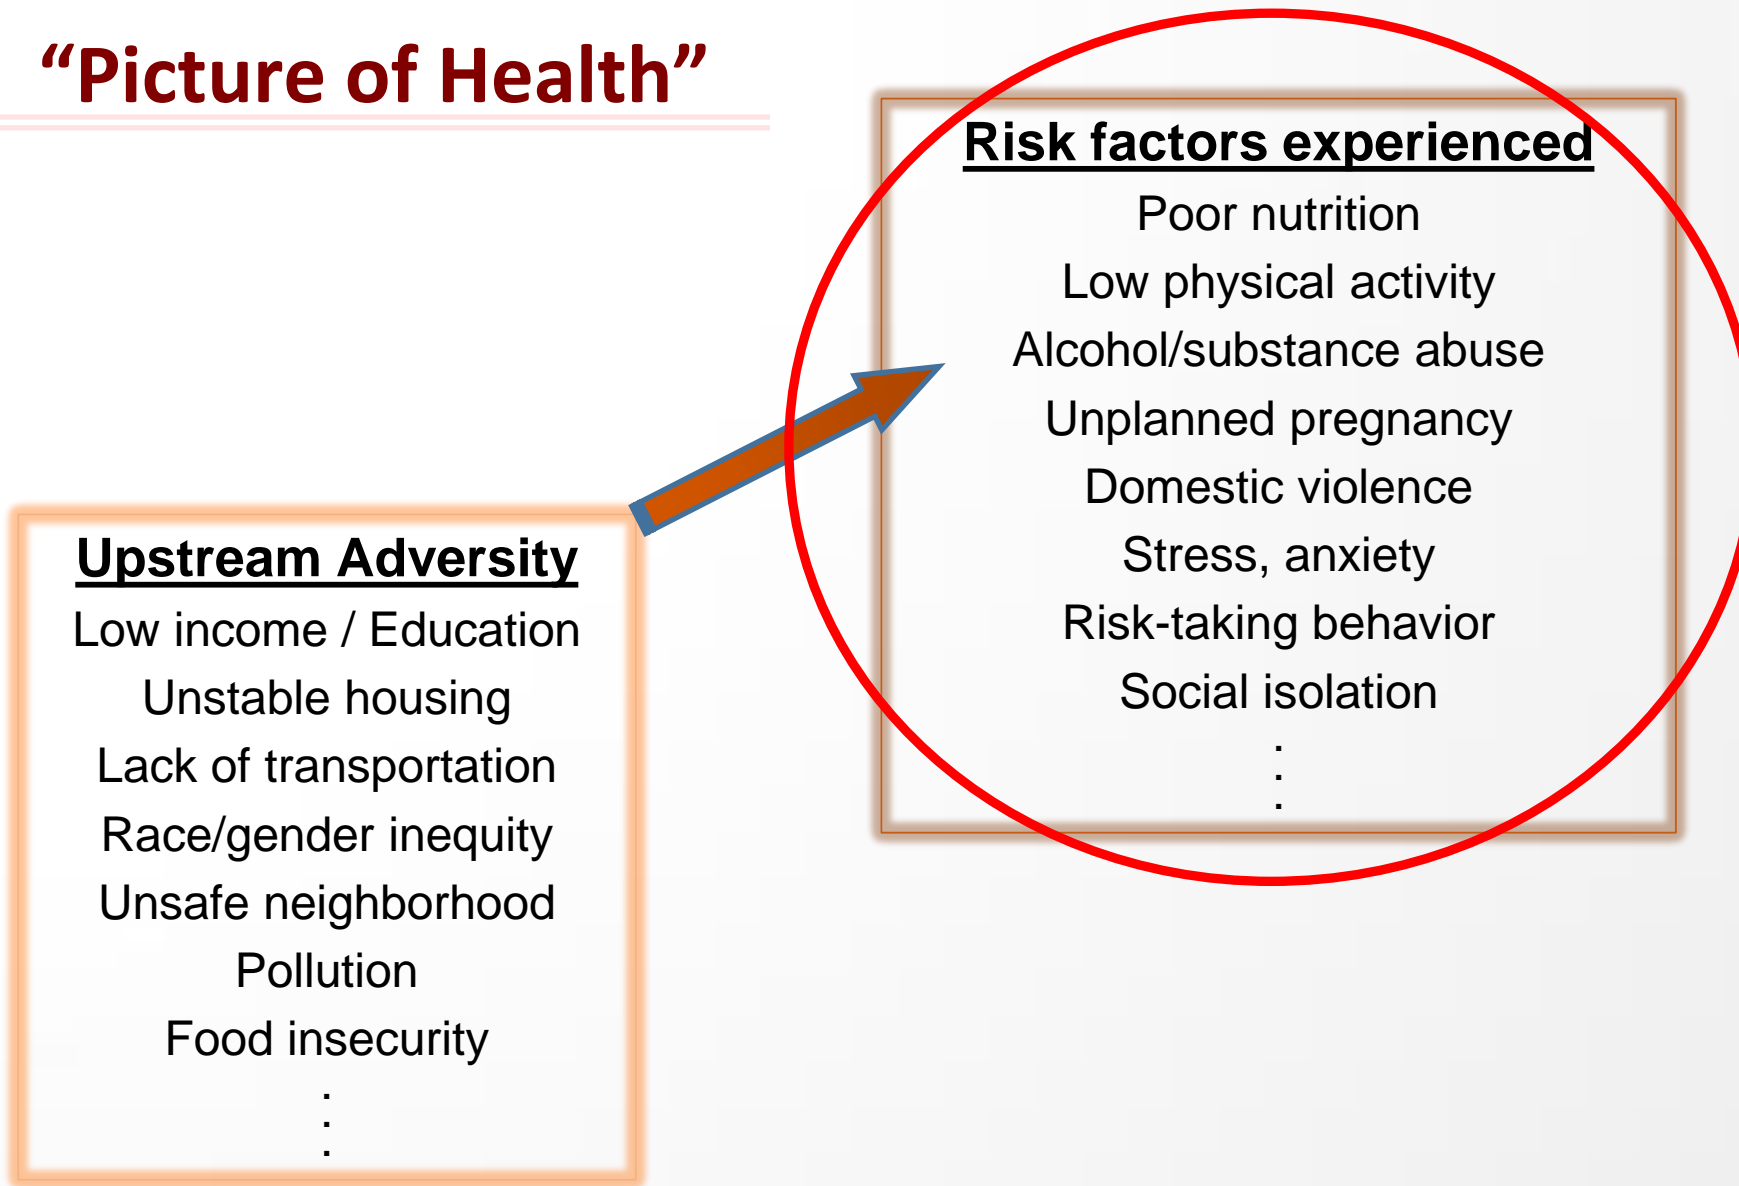 “Picture of Health”
Risk factors experienced
Poor nutrition
Low physical activity
Alcohol/substance abuse
Unplanned pregnancy
Domestic violence
Stress, anxiety
Risk-taking behavior
Social isolation
.
.
.
Upstream Adversity
Low income / Education
Unstable housing
Lack of transportation
Race/gender inequity
Unsafe neighborhood
Pollution
Food insecurity
.
.
.